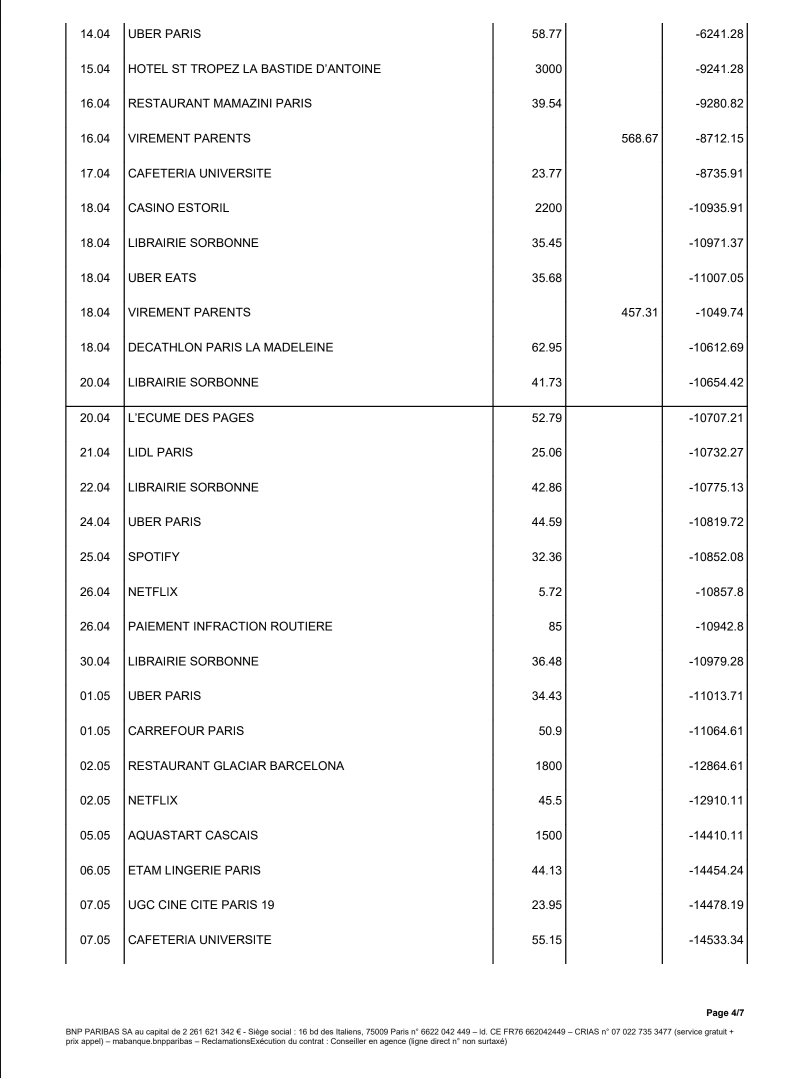 14.04 UBER PARIS 58.77 -6241.28
15.04 HOTEL ST TROPEZ LA BASTIDE D'ANTOINE 3000 -9241.28
16.04 RESTAURANT MAMAZINI PARIS 39.54 -9280.82
16.04 VIREMENT PARENTS 568.67 -8712.15
17.04 CAFETERIA UNIVERSITE 23.77 -8735.91
18.04 CASINO ESTORIL 2200 -10935.91
18.04 LIBRAIRIE SORBONNE 35.45 -10971.37
18.04 UBER EATS 35.68 -11007.05
18.04 VIREMENT PARENTS 457.31 -1049.74
18.04 DECATHLON PARIS LA MADELEINE 62.95 -10612.69
20.04 LIBRAIRIE SORBONNE 41.73 -10654.42
20.04 L'ECUME DES PAGES 52.79 -10707.21
21.04 LIDL PARIS 25.06 -10732.27
22.04 LIBRAIRIE SORBONNE 42.86 -10775.13
24.04 UBER PARIS 44.59 -10819.72
25.04 SPOTIFY 32.36 -10852.08
26.04 NETFLIX 5.72 -10857.8
26.04 PAIEMENT INFRACTION ROUTIERE 85 -10942.8
30.04 LIBRAIRIE SORBONNE 36.48 -10979.28
01.05 UBER PARIS 34.43 -11013.71
01.05 CARREFOUR PARIS 50.9 -11064.61
02.05 RESTAURANT GLACIAR BARCELONA 1800 -12864.61
02.05 NETFLIX 45.5 -12910.11
05.05 AQUASTART CASCAIS 1500 -14410.11
06.05 ETAM LINGERIE PARIS 44.13 -14454.24
07.05 UGC CINE CITE PARIS 19 23.95 -14478.19
07.05 CAFETERIA UNIVERSITE 55.15 -14533.34
Page 4/7
BNP PARIBAS SA au capital de 2 261 621 342 € - Siège social : 16 bd des Italiens, 75009 Paris n° 6622 042 449 – Id. CE FR76 662042449 – CRIAS n° 07 022 735 3477 (service gratuit +
prix appel) – mabanque.bnpparibas – RéclamationsExécution du contrat : Conseiller en agence (ligne direct n° non surtaxé)